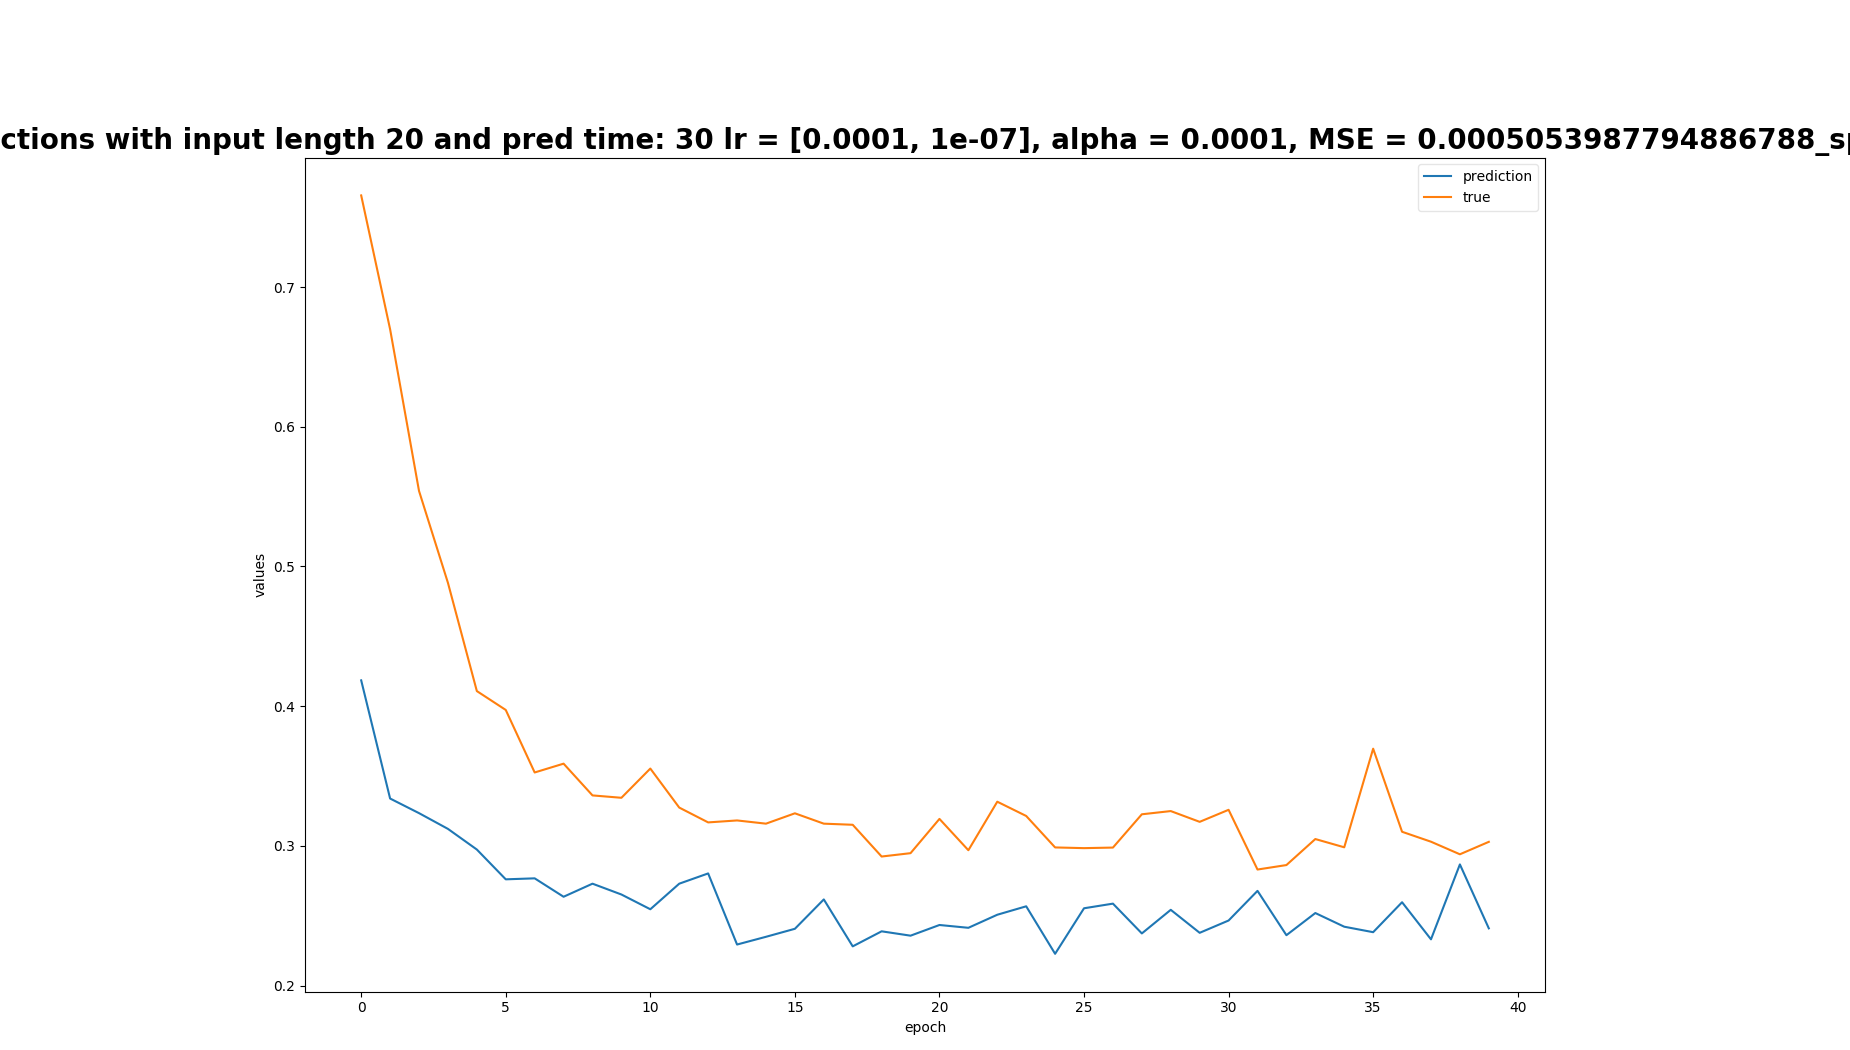 ctions with input length 20 and pred time: 30 lr = [0.0001, 1e-07], alpha = 0.0001, MSE = 0.0005053987794886788_sp
prediction
true
0.7
0.6
0.5
0.4
0.3
0.2
values
0 5 10 15 20 25 30 35 40
epoch